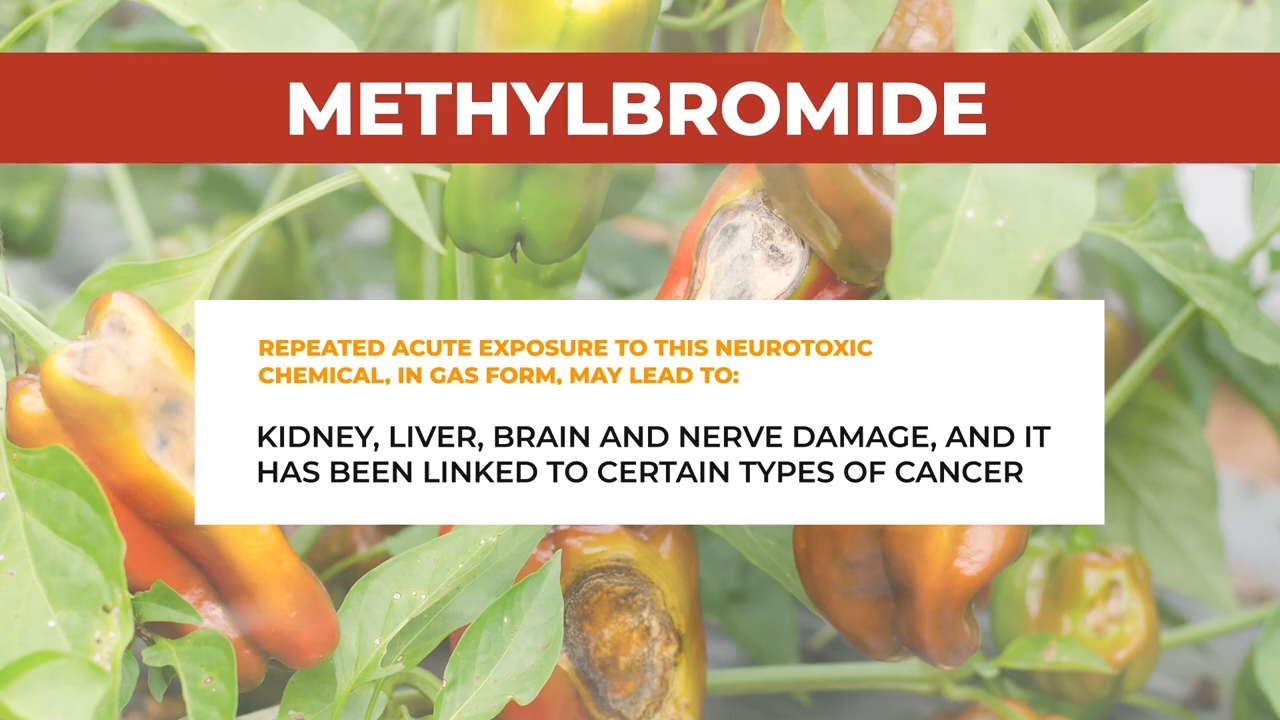 METHYLBROMIDE
REPEATED ACUTE EXPOSURE TO THIS NEUROTOXIC
CHEMICAL, IN GAS FORM, MAY LEAD TO:
KIDNEY, LIVER, BRAIN AND NERVE DAMAGE, AND IT
HAS BEEN LINKED TO CERTAIN TYPES OF CANCER